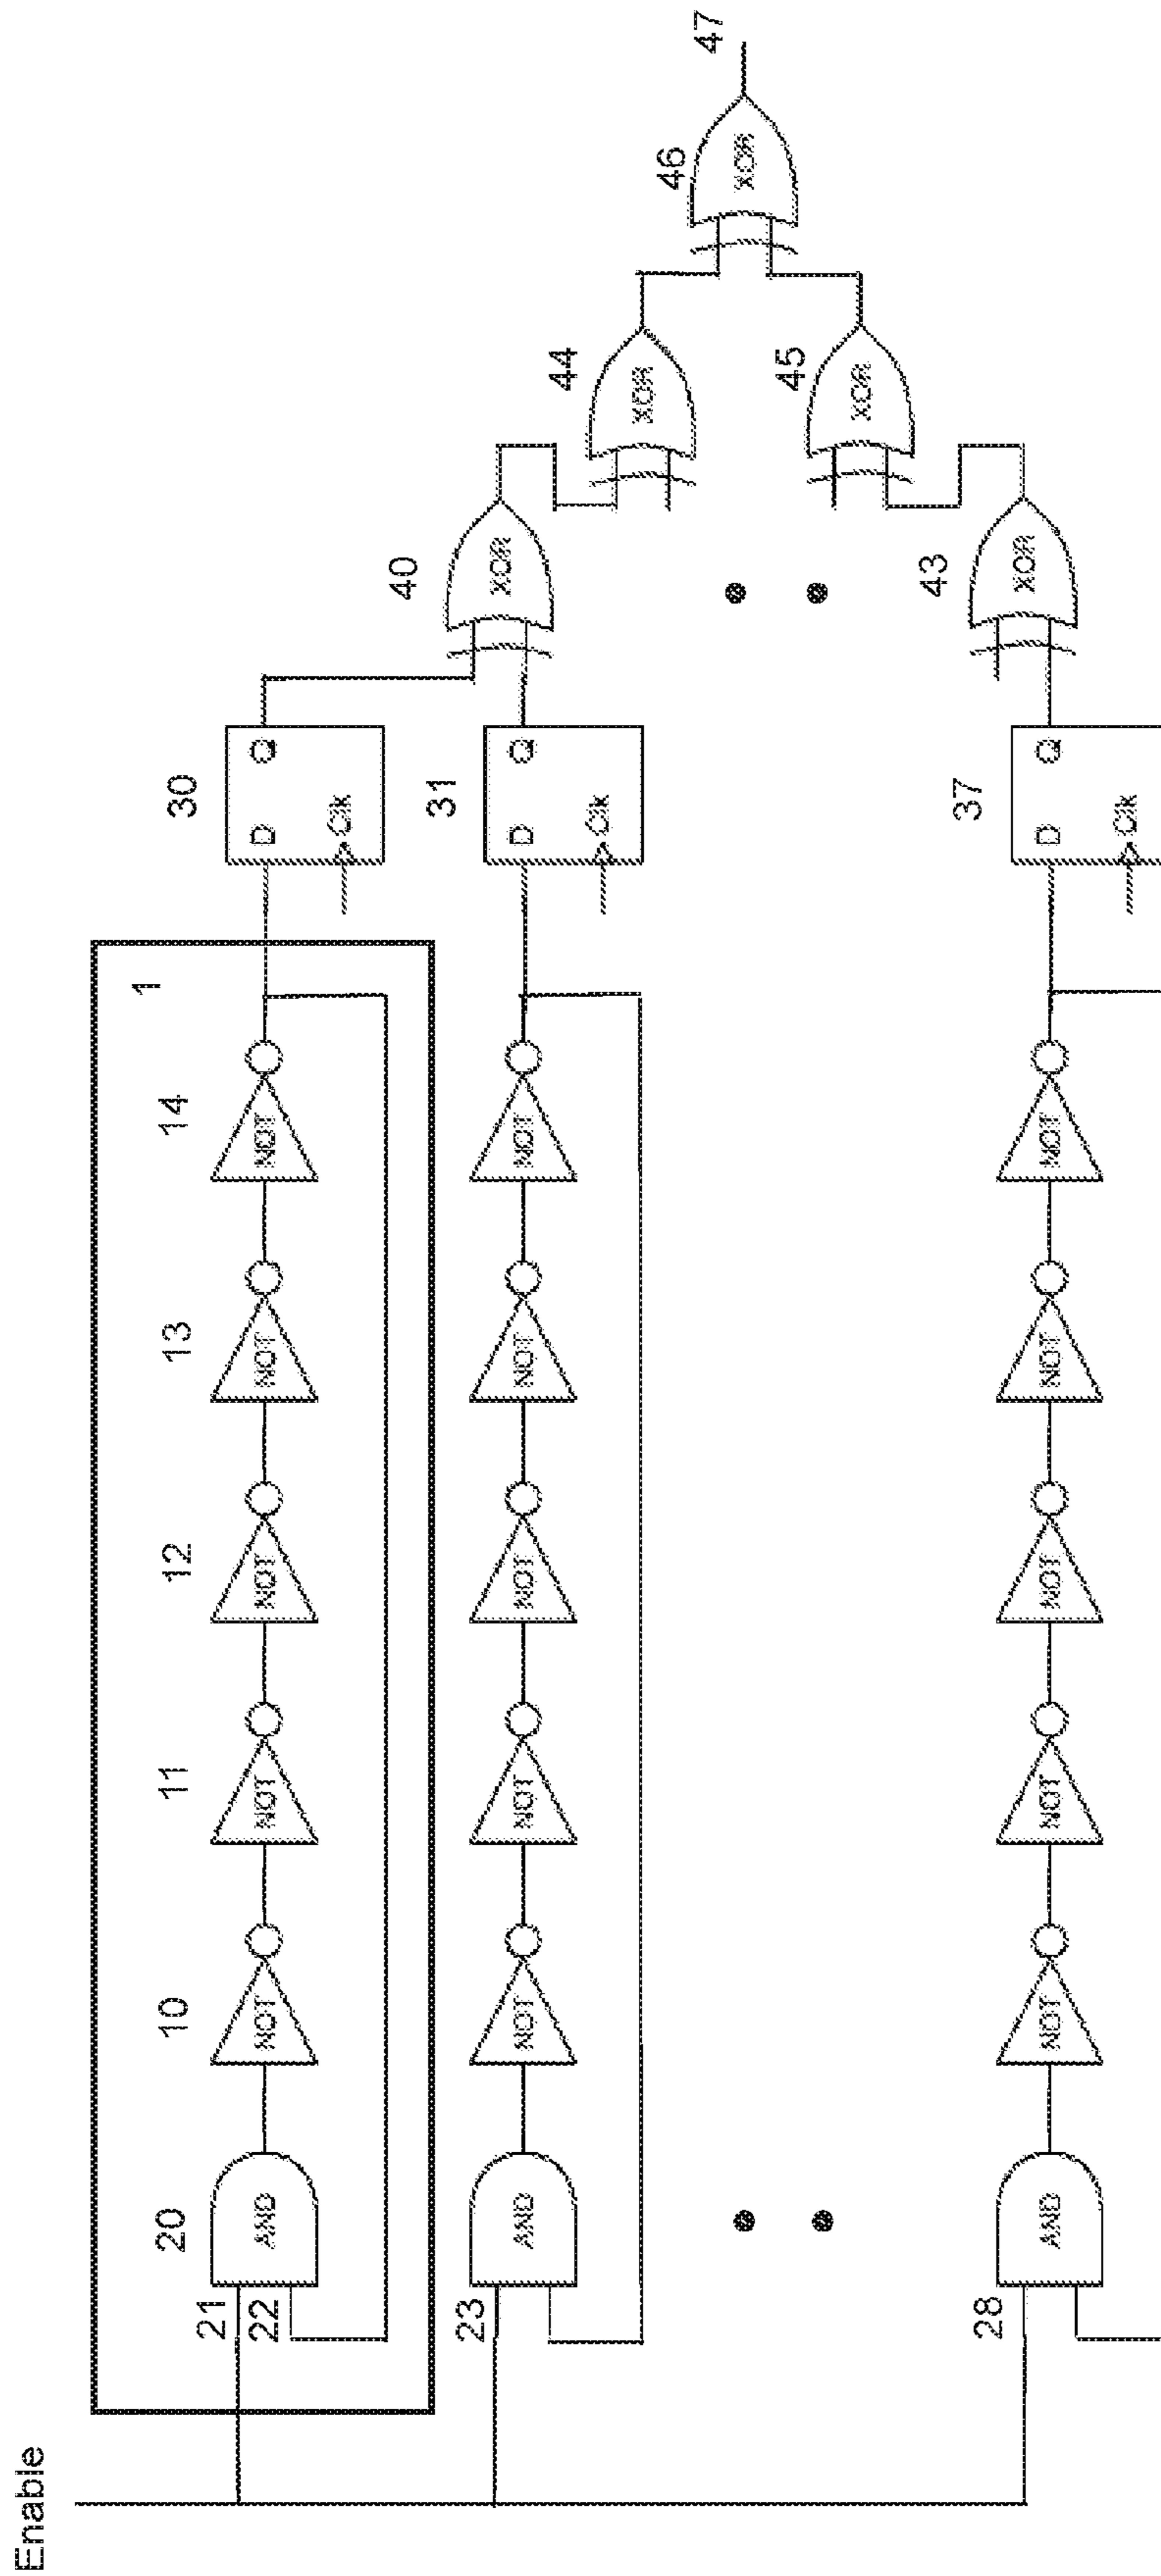 Enable
20
21
22
10
11
12
13
14
1
30
AND
NOT
NOT
NOT
NOT
NOT
D
Q
Clk
40
XOR
44
XOR
46
XOR
47
23
31
AND
NOT
NOT
NOT
NOT
NOT
D
Q
Clk
45
XOR
43
XOR
28
37
AND
NOT
NOT
NOT
NOT
NOT
D
Q
Clk